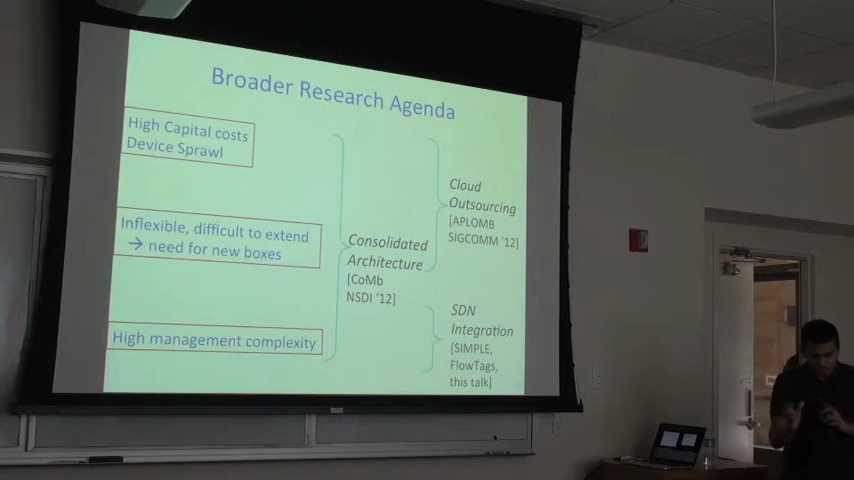 Broader Research Agenda
High Capital costs
Device Sprawl
Inflexible, difficult to extend
→ need for new boxes
High management complexity
Consolidated
Architecture
[CoMb
NSDI '12]
Cloud
Outsourcing
[APLOMB
SIGCOMM '12]
SDN
Integration
[SIMPLE,
FlowTags,
this talk]